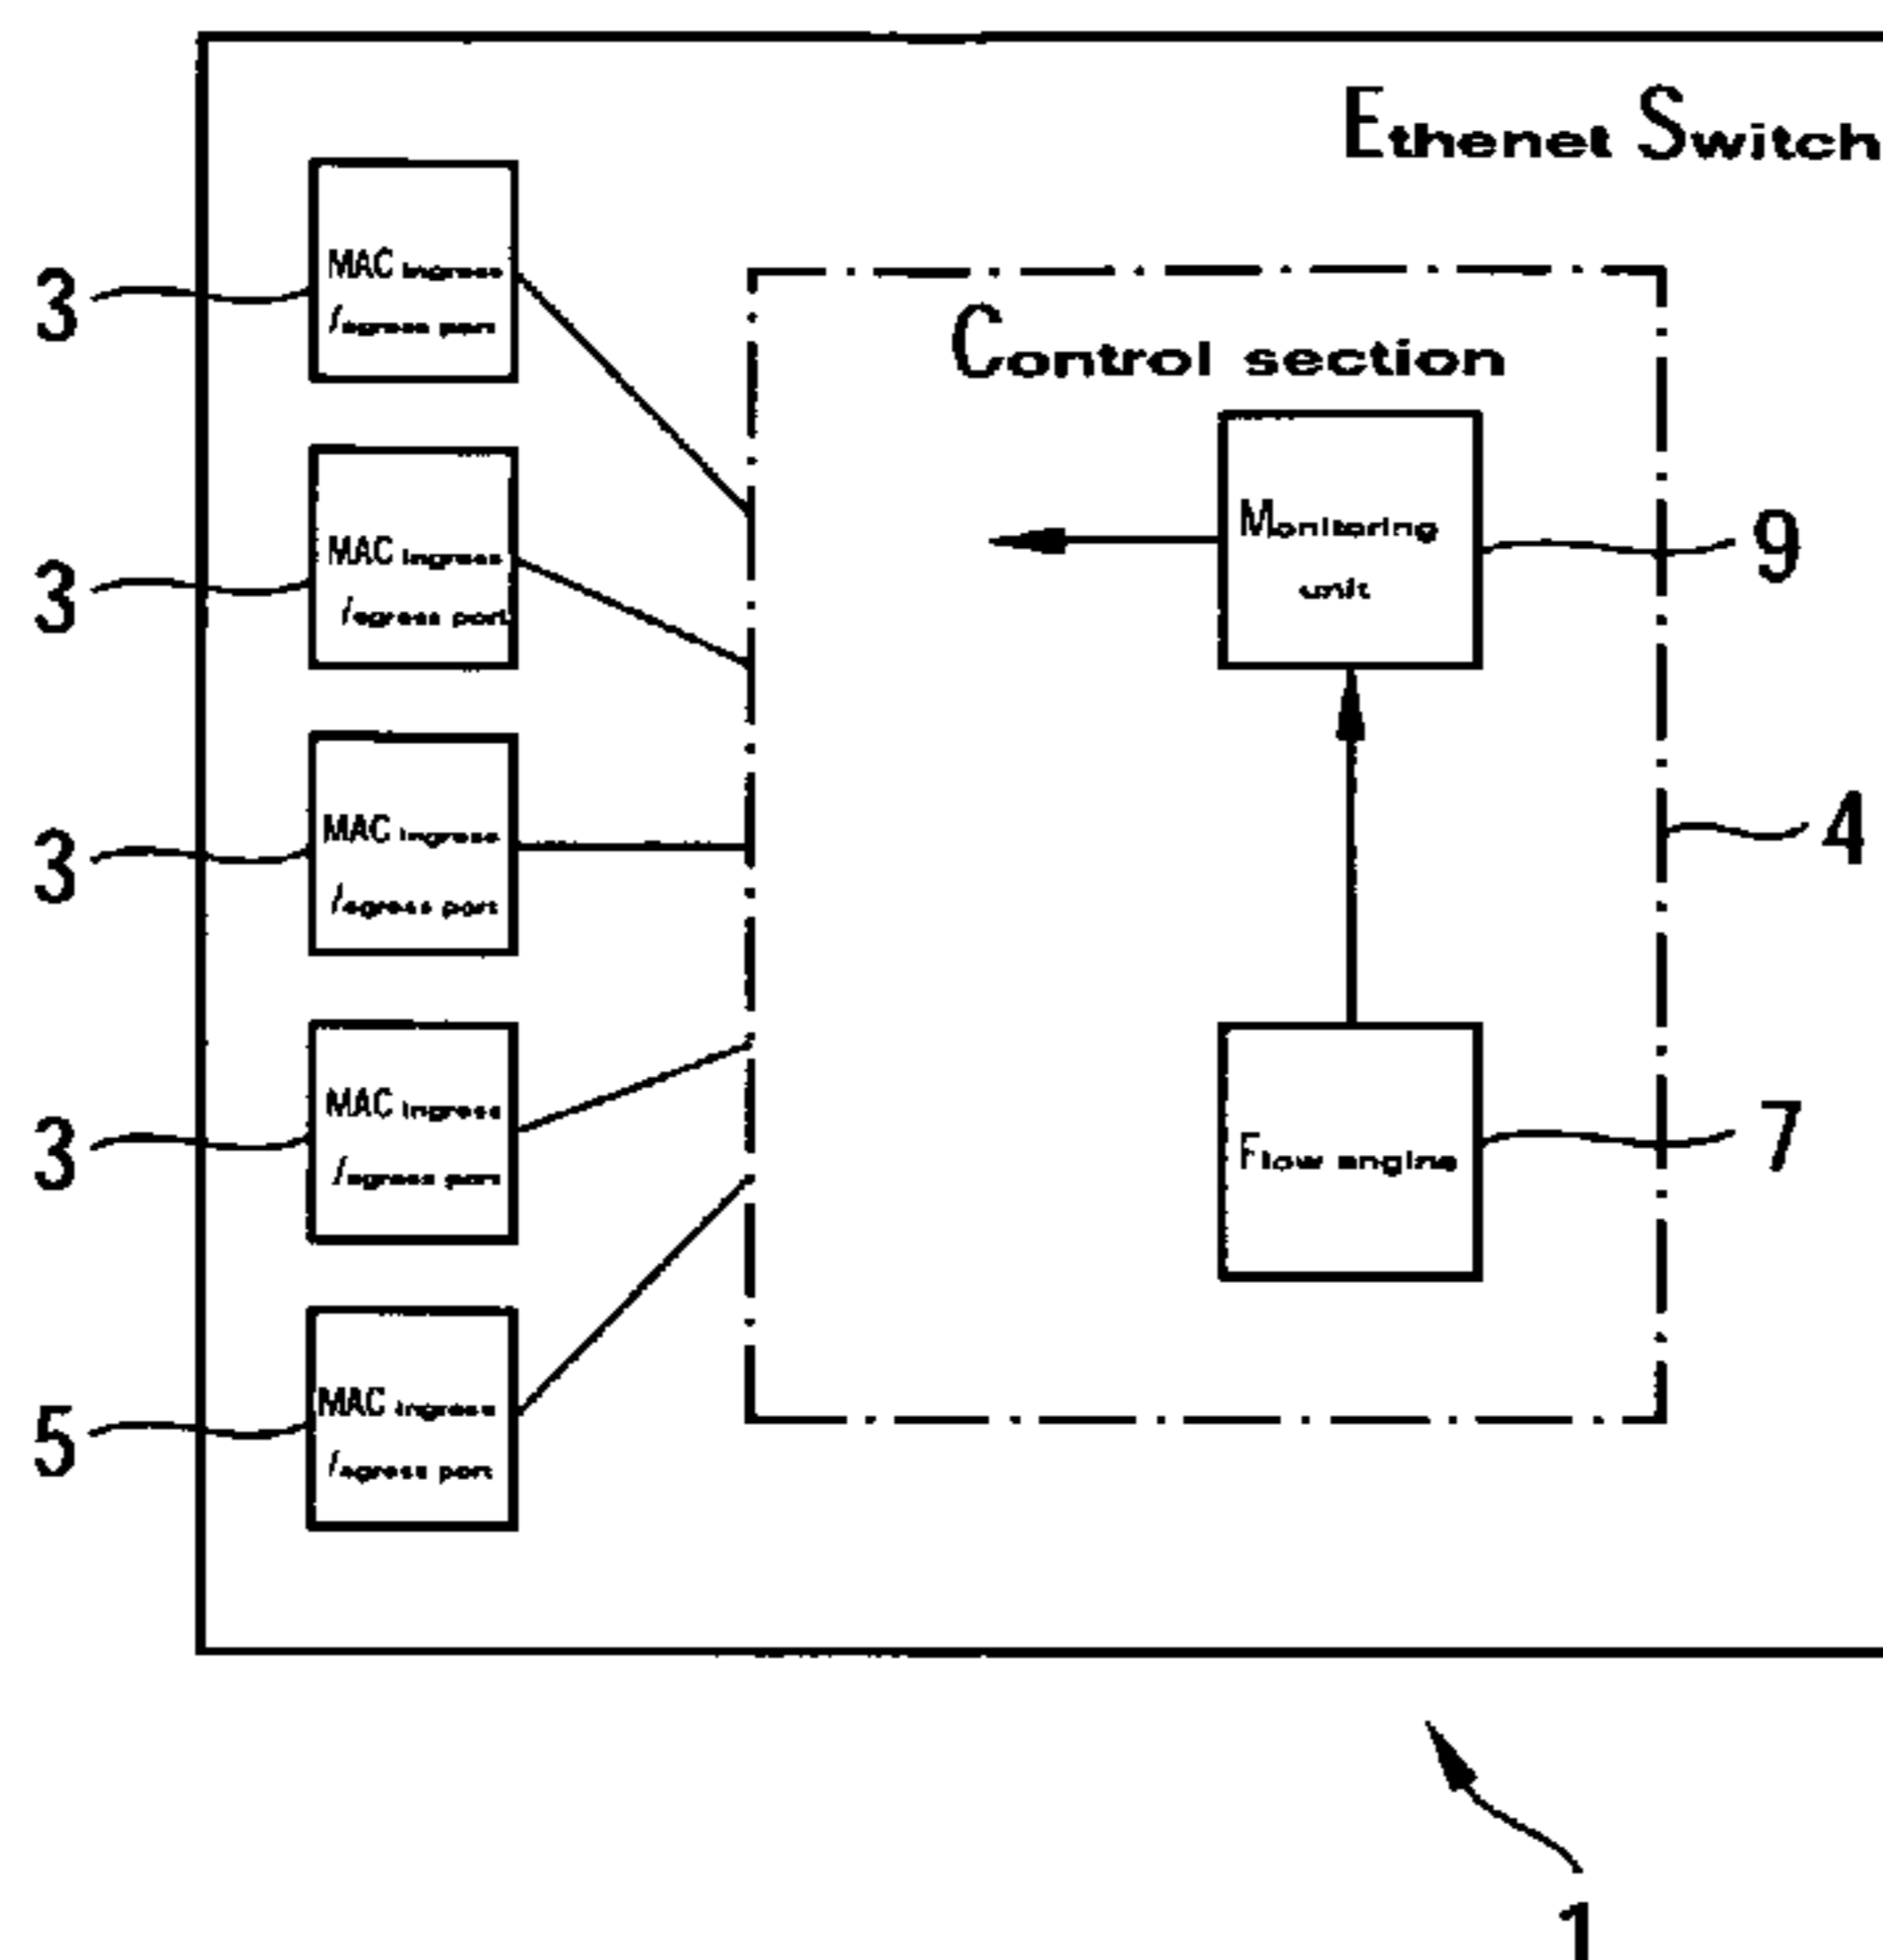 Ethenet Switch
3
MAC ingress
/egress port
Control section
3
MAC ingress
/egress port
Monitoring
unit
9
3
MAC ingress
/egress port
4
3
MAC ingress
/egress port
Flow engine
7
5
MAC ingress
/egress port
1